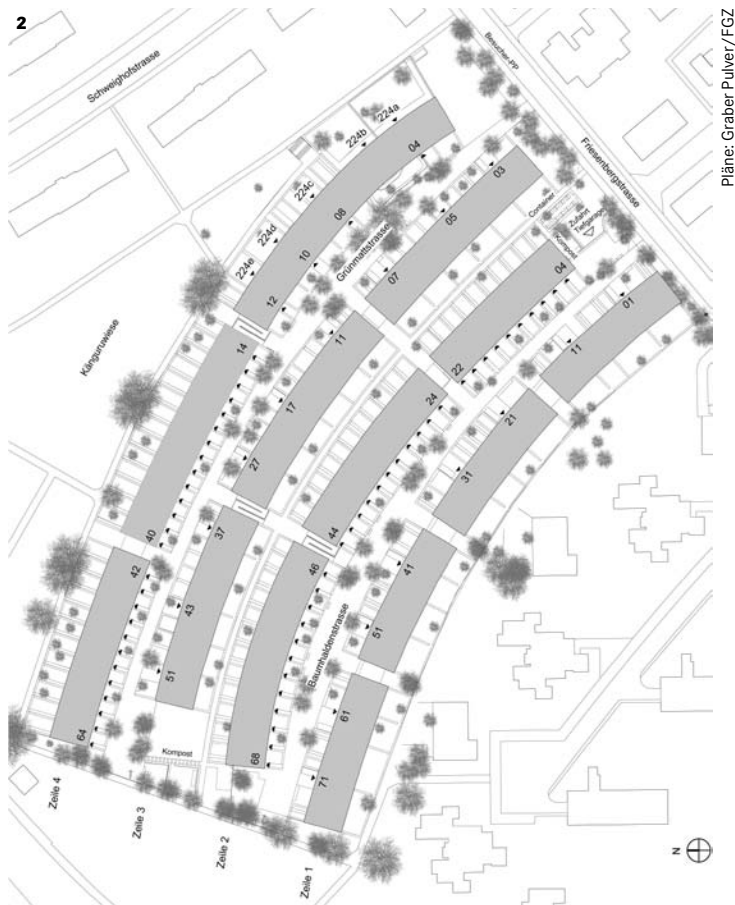 2
Pläne: Graber Pulver/FGZ
Schweighofstrasse
Besucher-PP
Friesenbergstrasse
224a
224b
224c
224d
224e
04
08
10
12
Grünmattstrasse
03
05
07
Container
Zufahrt
Tiefgarage
Kompost
Känguruwiese
14
40
42
64
11
17
27
37
43
51
04
22
24
44
46
68
Baumhaldenstrasse
01
11
21
31
41
51
61
71
Kompost
Zeile 4
Zeile 3
Zeile 2
Zeile 1
N